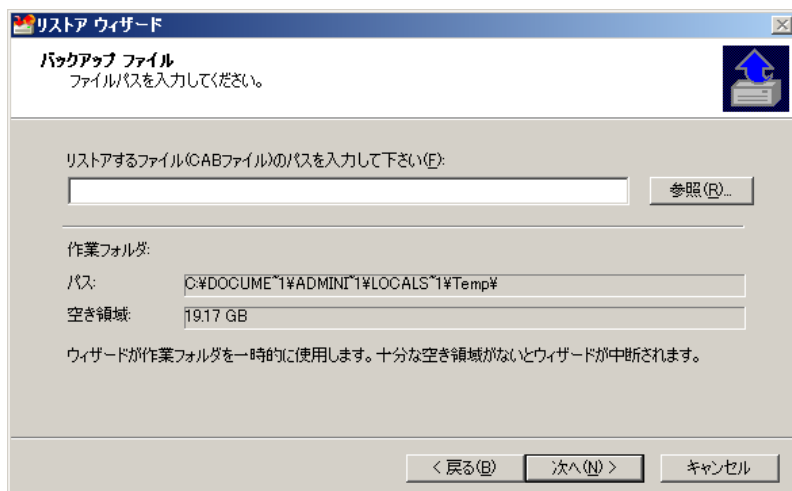 リストア ウィザード
バックアップ ファイル
ファイルパスを入力してください。
リストアするファイル(CABファイル)のパスを入力して下さい(F):
参照(R)...
作業フォルダ:
パス: C:¥DOCUME~1¥ADMINI~1¥LOCALS~1¥Temp¥
空き領域: 19.17 GB
ウィザードが作業フォルダを一時的に使用します。十分な空き領域がないとウィザードが中断されます。
< 戻る(B) 次へ(N) > キャンセル